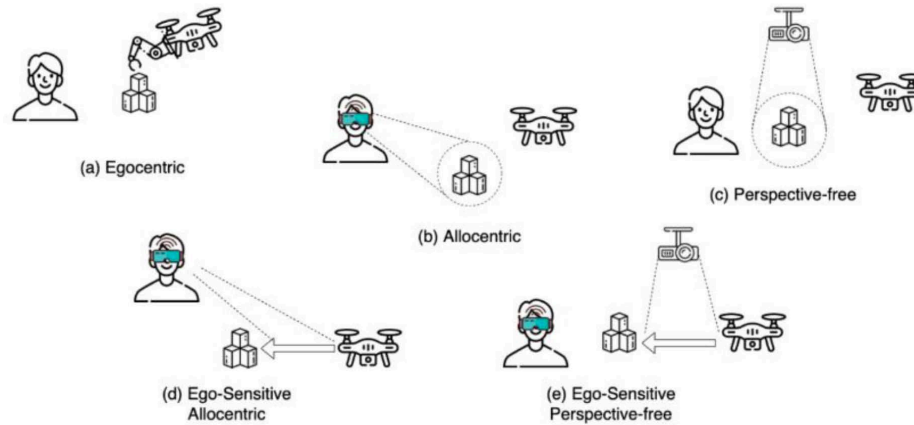 (a) Egocentric
(b) Allocentric
(c) Perspective-free
(d) Ego-Sensitive
Allocentric
(e) Ego-Sensitive
Perspective-free